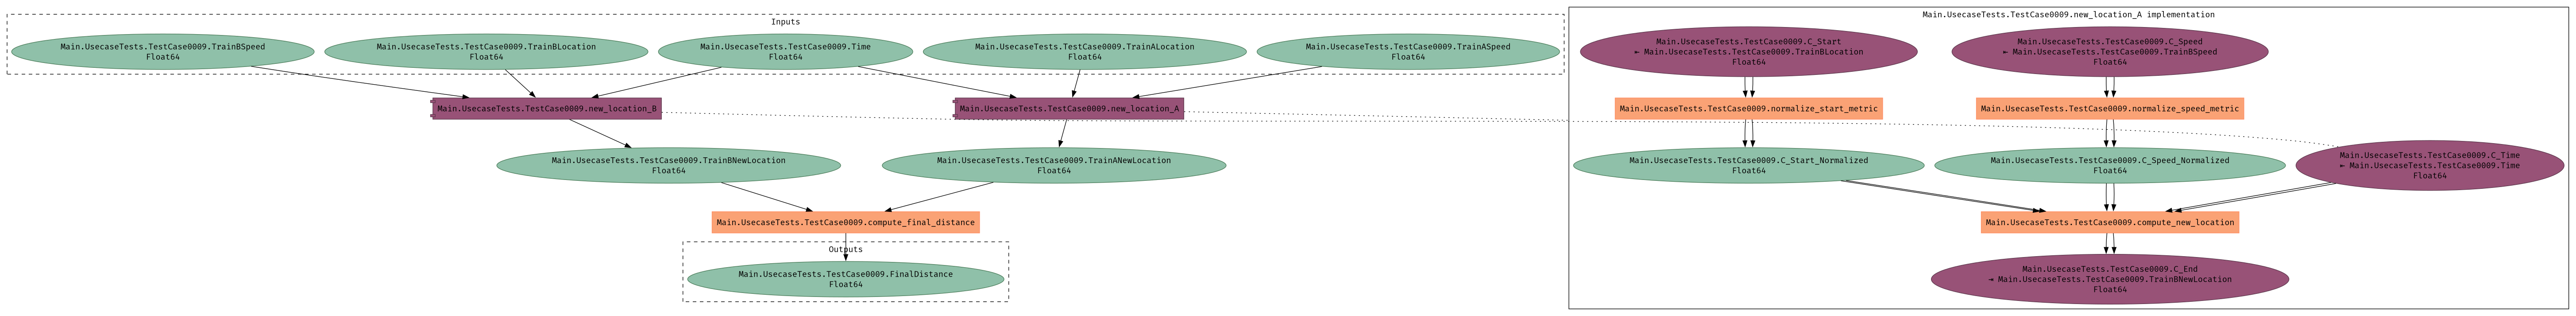 Inputs
Main.UsecaseTests.TestCase0009.TrainBSpeed
Float64
Main.UsecaseTests.TestCase0009.TrainBLocation
Float64
Main.UsecaseTests.TestCase0009.Time
Float64
Main.UsecaseTests.TestCase0009.TrainALocation
Float64
Main.UsecaseTests.TestCase0009.TrainASpeed
Float64
Main.UsecaseTests.TestCase0009.new_location_B
Main.UsecaseTests.TestCase0009.new_location_A
Main.UsecaseTests.TestCase0009.TrainBNewLocation
Float64
Main.UsecaseTests.TestCase0009.TrainANewLocation
Float64
Main.UsecaseTests.TestCase0009.compute_final_distance
Outputs
Main.UsecaseTests.TestCase0009.FinalDistance
Float64
Main.UsecaseTests.TestCase0009.new_location_A implementation
Main.UsecaseTests.TestCase0009.C_Start
⇤ Main.UsecaseTests.TestCase0009.TrainBLocation
Float64
Main.UsecaseTests.TestCase0009.C_Speed
⇤ Main.UsecaseTests.TestCase0009.TrainBSpeed
Float64
Main.UsecaseTests.TestCase0009.normalize_start_metric
Main.UsecaseTests.TestCase0009.normalize_speed_metric
Main.UsecaseTests.TestCase0009.C_Start_Normalized
Float64
Main.UsecaseTests.TestCase0009.C_Speed_Normalized
Float64
Main.UsecaseTests.TestCase0009.C_Time
⇤ Main.UsecaseTests.TestCase0009.Time
Float64
Main.UsecaseTests.TestCase0009.compute_new_location
Main.UsecaseTests.TestCase0009.C_End
⇥ Main.UsecaseTests.TestCase0009.TrainBNewLocation
Float64